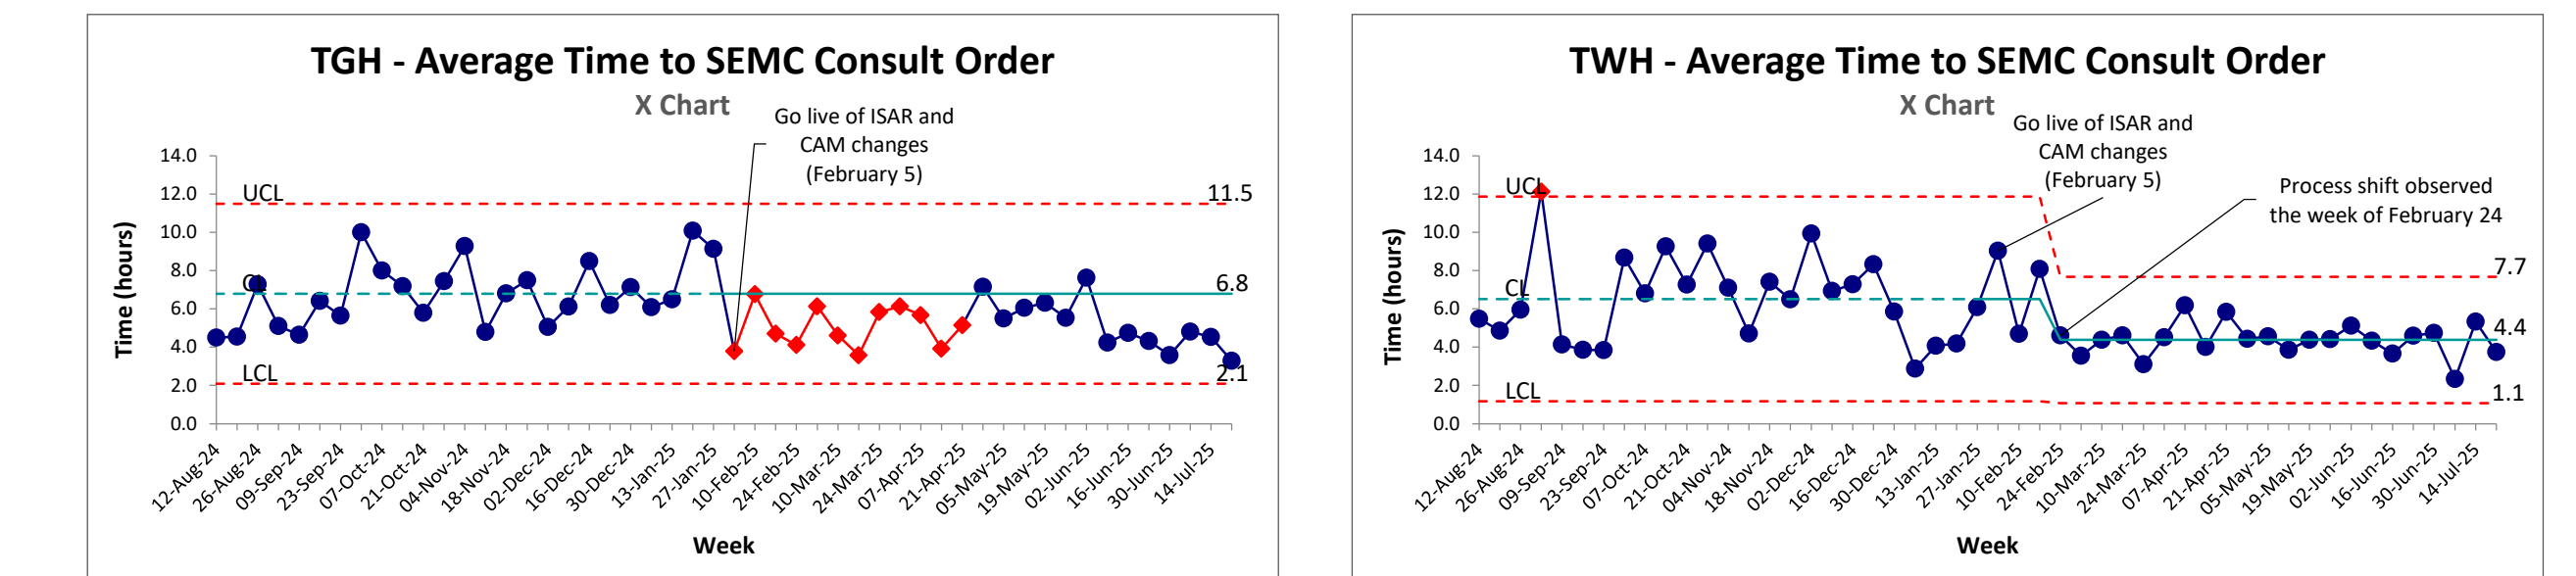 TGH - Average Time to SEMC Consult Order
X Chart
Go live of ISAR and
CAM changes
(February 5)
14.0
12.0
10.0
8.0
6.0
4.0
2.0
0.0
UCL
CL
LCL
11.5
6.8
2.1
Time (hours)
12-Aug-24
26-Aug-24
09-Sep-24
23-Sep-24
07-Oct-24
21-Oct-24
04-Nov-24
18-Nov-24
02-Dec-24
16-Dec-24
30-Dec-24
13-Jan-25
27-Jan-25
10-Feb-25
24-Feb-25
10-Mar-25
24-Mar-25
07-Apr-25
21-Apr-25
05-May-25
19-May-25
02-Jun-25
16-Jun-25
30-Jun-25
14-Jul-25
Week
TWH - Average Time to SEMC Consult Order
X Chart
Go live of ISAR and
CAM changes
(February 5)
Process shift observed
the week of February 24
14.0
12.0
10.0
8.0
6.0
4.0
2.0
0.0
UCL
CL
LCL
7.7
4.4
1.1
Time (hours)
12-Aug-24
26-Aug-24
09-Sep-24
23-Sep-24
07-Oct-24
21-Oct-24
04-Nov-24
18-Nov-24
02-Dec-24
16-Dec-24
30-Dec-24
13-Jan-25
27-Jan-25
10-Feb-25
24-Feb-25
10-Mar-25
24-Mar-25
07-Apr-25
21-Apr-25
05-May-25
19-May-25
02-Jun-25
16-Jun-25
30-Jun-25
14-Jul-25
Week